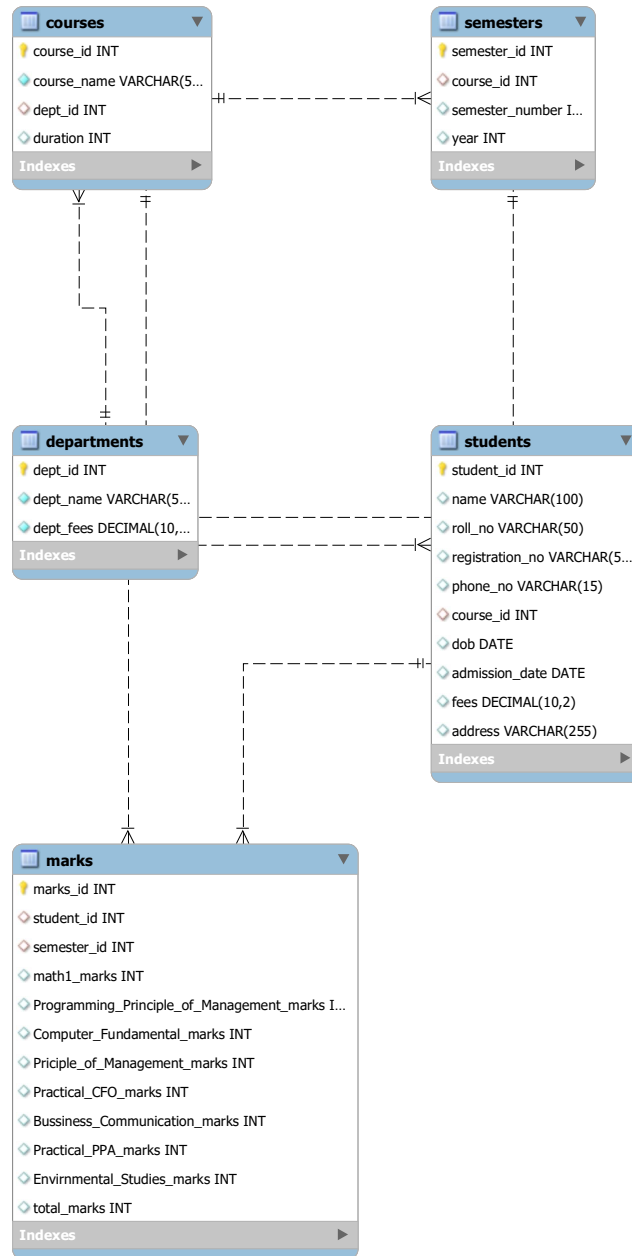 courses
course_id INT
course_name VARCHAR(5...
dept_id INT
duration INT
Indexes
semesters
semester_id INT
course_id INT
semester_number I...
year INT
Indexes
departments
dept_id INT
dept_name VARCHAR(5...
dept_fees DECIMAL(10,...
Indexes
students
student_id INT
name VARCHAR(100)
roll_no VARCHAR(50)
registration_no VARCHAR(5...
phone_no VARCHAR(15)
course_id INT
dob DATE
admission_date DATE
fees DECIMAL(10,2)
address VARCHAR(255)
Indexes
marks
marks_id INT
student_id INT
semester_id INT
math1_marks INT
Programming_Principle_of_Management_marks I...
Computer_Fundamental_marks INT
Priciple_of_Management_marks INT
Practical_CFO_marks INT
Bussiness_Communication_marks INT
Practical_PPA_marks INT
Envirnmental_Studies_marks INT
total_marks INT
Indexes